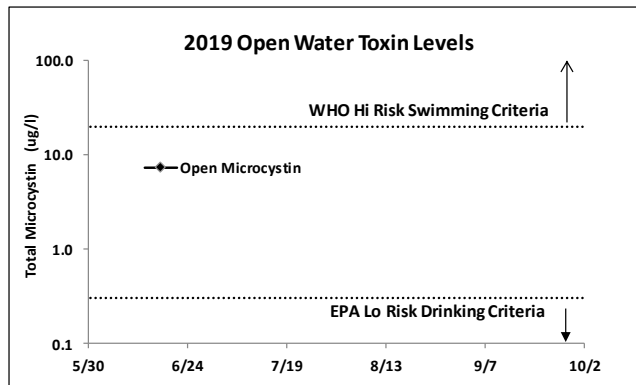 2019 Open Water Toxin Levels
100.0
WHO Hi Risk Swimming Criteria
10.0
Open Microcystin
Total Microcystin (ug/l)
1.0
EPA Lo Risk Drinking Criteria
0.1
5/30 6/24 7/19 8/13 9/7 10/2